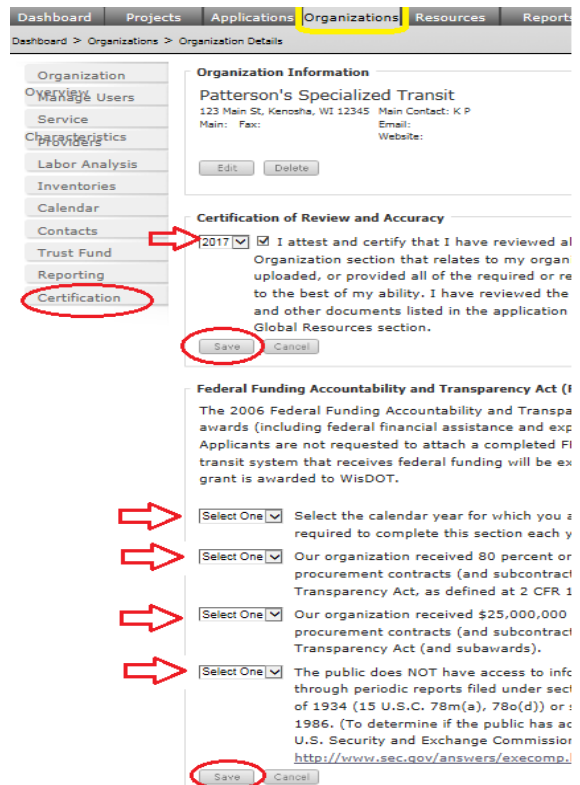 Dashboard Projects Applications Organizations Resources Reports
Dashboard > Organizations > Organization Details
Organization
Overview
Manage Users
Service
Characteristics
Providers
Labor Analysis
Inventories
Calendar
Contacts
Trust Fund
Reporting
Certification
Organization Information
Patterson's Specialized Transit
123 Main St, Kenosha, WI 12345 Main Contact: K P
Main: Fax: Email:
Website:
Edit Delete
Certification of Review and Accuracy
2017 I attest and certify that I have reviewed al
Organization section that relates to my organi
uploaded, or provided all of the required or re
to the best of my ability. I have reviewed the
and other documents listed in the application
Global Resources section.
Save Cancel
Federal Funding Accountability and Transparency Act (F
The 2006 Federal Funding Accountability and Transpa
awards (including federal financial assistance and exp
Applicants are not requested to attach a completed FF
transit system that receives federal funding will be ex
grant is awarded to WisDOT.
Select One Select the calendar year for which you a
required to complete this section each y
Select One Our organization received 80 percent or
procurement contracts (and subcontract
Transparency Act, as defined at 2 CFR 1
Select One Our organization received $25,000,000
procurement contracts (and subcontract
Transparency Act (and subawards).
Select One The public does NOT have access to info
through periodic reports filed under sect
of 1934 (15 U.S.C. 78m(a), 78o(d)) or s
1986. (To determine if the public has ac
U.S. Security and Exchange Commission
http://www.sec.gov/answers/execomp.
Save Cancel